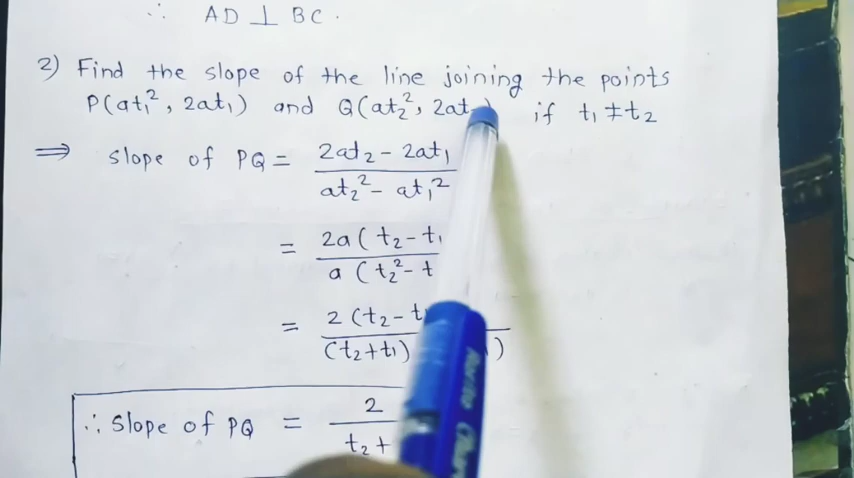 ∴ AD ⊥ BC.
2) Find the slope of the line joining the points
P(at₁², 2at₁) and Q(at₂², 2at ) if t₁ ≠ t₂
⇒ slope of PQ = 2at₂ - 2at₁
at₂² - at₁²
= 2a ( t₂ - t₁
a ( t₂² - t
= 2 (t₂ - t
(t₂ + t₁) )
∴ slope of PQ = 2
t₂ +